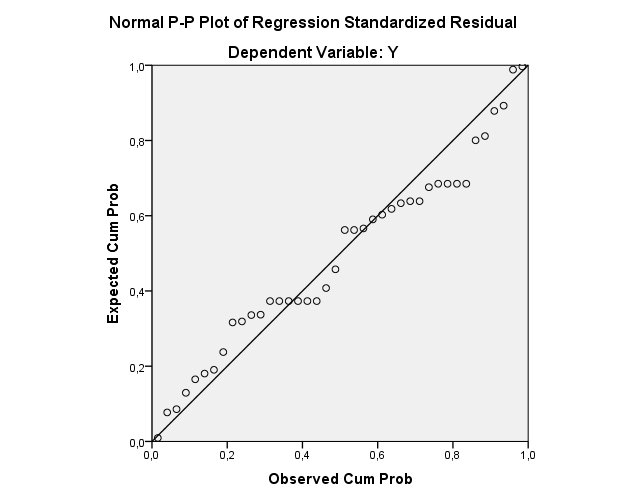 Normal P-P Plot of Regression Standardized Residual
Dependent Variable: Y
1,0
0,8
0,6
0,4
0,2
0,0
Expected Cum Prob
0,0 0,2 0,4 0,6 0,8 1,0
Observed Cum Prob